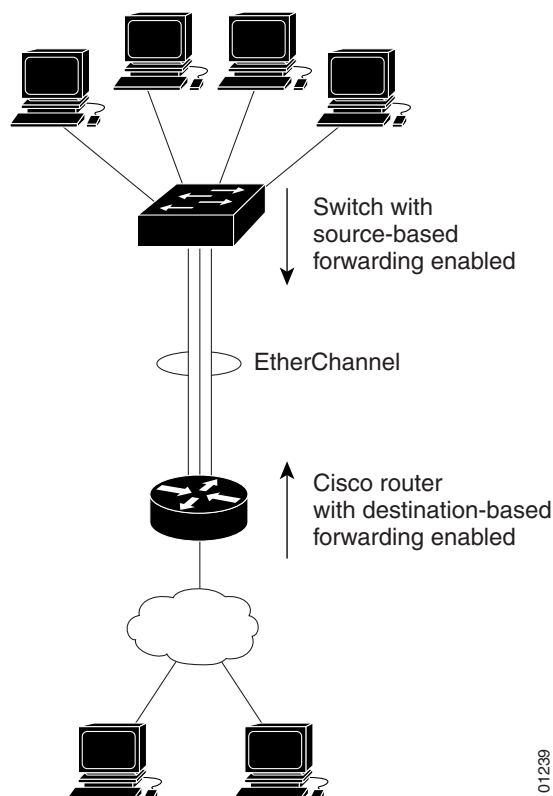 Switch with
source-based
forwarding enabled
EtherChannel
Cisco router
with destination-based
forwarding enabled
01239